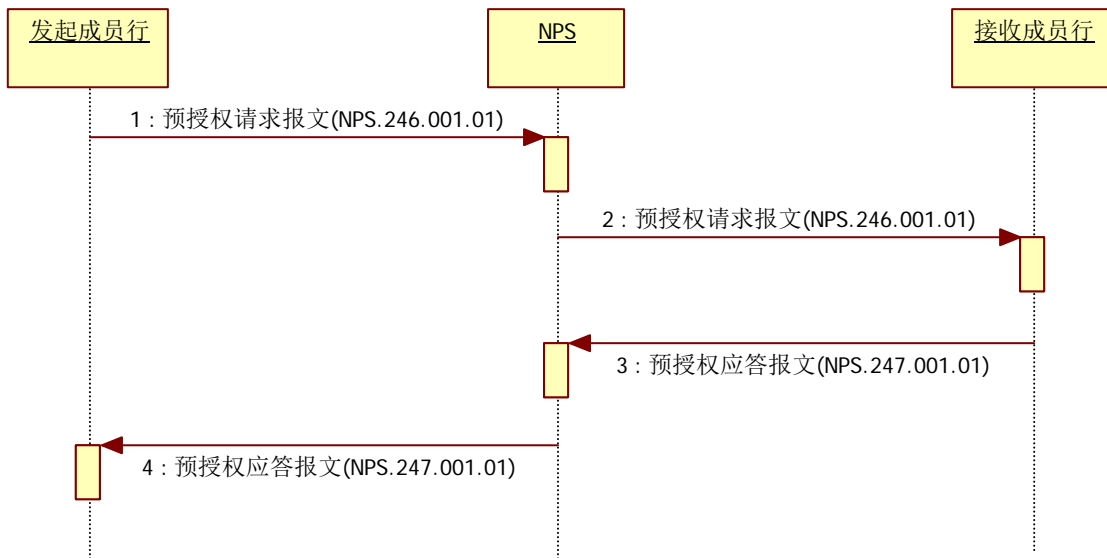 发起成员行
NPS
接收成员行
1 : 预授权请求报文(NPS.246.001.01)
2 : 预授权请求报文(NPS.246.001.01)
3 : 预授权应答报文(NPS.247.001.01)
4 : 预授权应答报文(NPS.247.001.01)